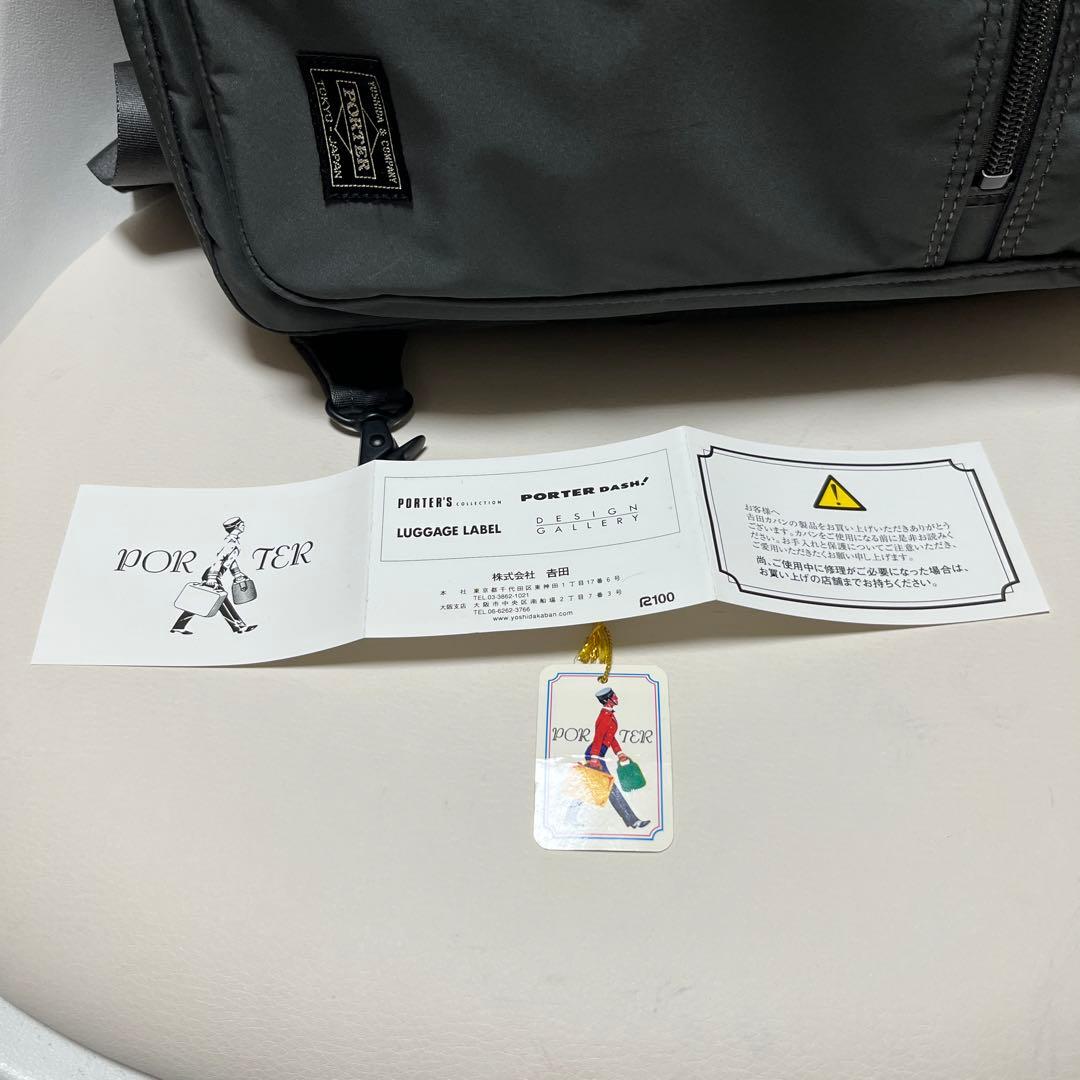 YOSHIDA & COMPANY
PORTER
TOKYO - JAPAN
POR TER
PORTER'S COLLECTION
PORTER DASH!
LUGGAGE LABEL
DESIGN
GALLERY
株式会社 吉田
本 社 東京都千代田区東神田1丁目17番6号
TEL.03-3862-1021
大阪支店 大阪市中央区南船場2丁目7番3号
TEL.06-6262-3766
www.yoshidakaban.com
R100
お客様へ
吉田カバンの製品をお買い上げいただきありがとう
ございます。カバンをご使用になる前に是非お読みく
ださい。お手入れと保護についてご注意いただき、
ご愛用いただきたくお願い申し上げます。
尚、ご使用中に修理がご必要になった場合は、
お買い上げの店舗までお持ちください。
POR TER